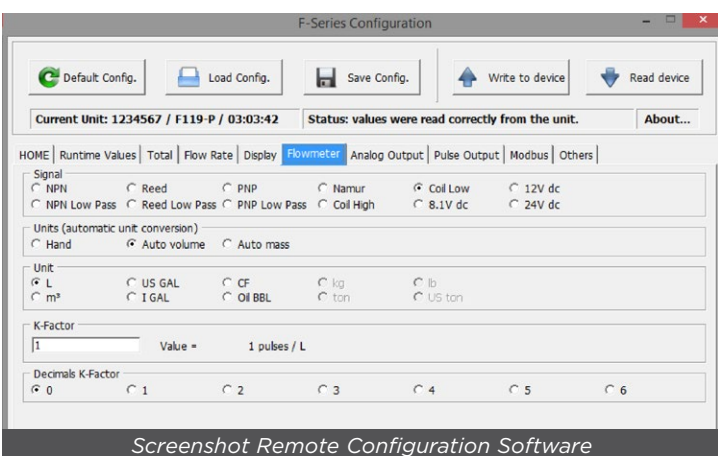 F-Series Configuration
Default Config. Load Config. Save Config. Write to device Read device
Current Unit: 1234567 / F119-P / 03:03:42 Status: values were read correctly from the unit. About...
HOME Runtime Values Total Flow Rate Display Flowmeter Analog Output Pulse Output Modbus Others
Signal
NPN Reed PNP Namur Coil Low 12V dc
NPN Low Pass Reed Low Pass PNP Low Pass Coil High 8.1V dc 24V dc
Units (automatic unit conversion)
Hand Auto volume Auto mass
Unit
L US GAL CF kg lb
m³ I GAL Oil BBL ton US ton
K-Factor
1 Value = 1 pulses / L
Decimals K-Factor
0 1 2 3 4 5 6
Screenshot Remote Configuration Software